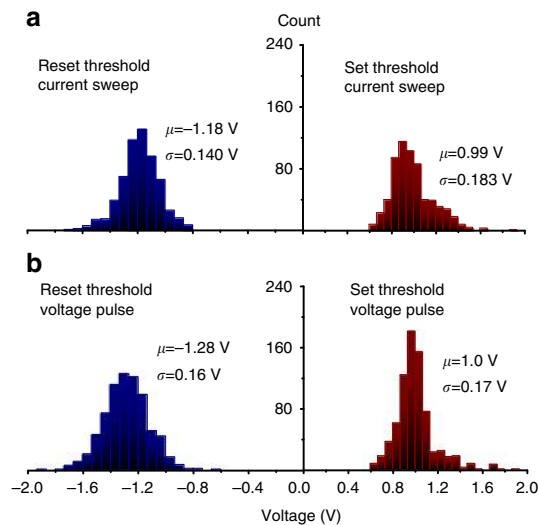 a
Count
240
160
80
Reset threshold
current sweep
μ=–1.18 V
σ=0.140 V
Set threshold
current sweep
μ=0.99 V
σ=0.183 V
b
240
160
80
Reset threshold
voltage pulse
μ=–1.28 V
σ=0.16 V
Set threshold
voltage pulse
μ=1.0 V
σ=0.17 V
–2.0 –1.6 –1.2 –0.8 –0.4 0.0 0.4 0.8 1.2 1.6 2.0
Voltage (V)